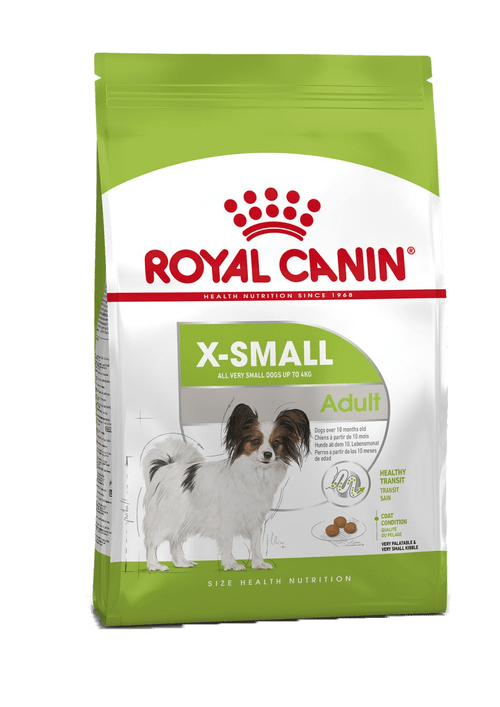 ROYAL CANIN®
HEALTH NUTRITION SINCE 1968
X-SMALL
ALL VERY SMALL DOGS UP TO 4KG
Adult
Dogs over 10 months old
Chiens à partir de 10 mois
Hunde ab dem 10. Lebensmonat
Perros a partir de los 10 meses
de edad
HEALTHY
TRANSIT
TRANSIT
SAIN
COAT
CONDITION
QUALITÉ
DU PELAGE
VERY PALATABLE &
VERY SMALL KIBBLE
SIZE HEALTH NUTRITION